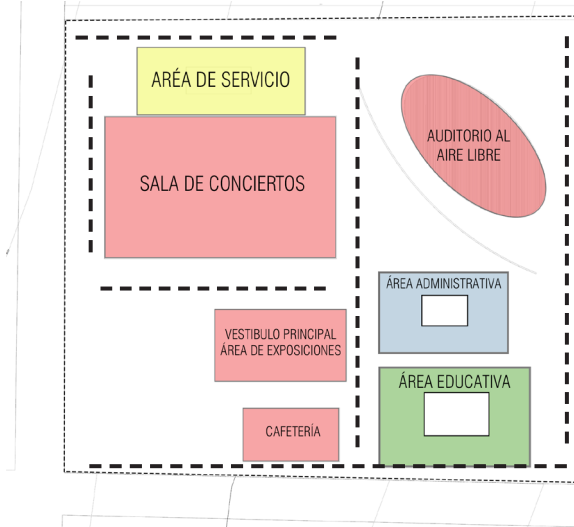 ARÉA DE SERVICIO
SALA DE CONCIERTOS
AUDITORIO AL
AIRE LIBRE
ÁREA ADMINISTRATIVA
VESTIBULO PRINCIPAL
ÁREA DE EXPOSICIONES
ÁREA EDUCATIVA
CAFETERÍA